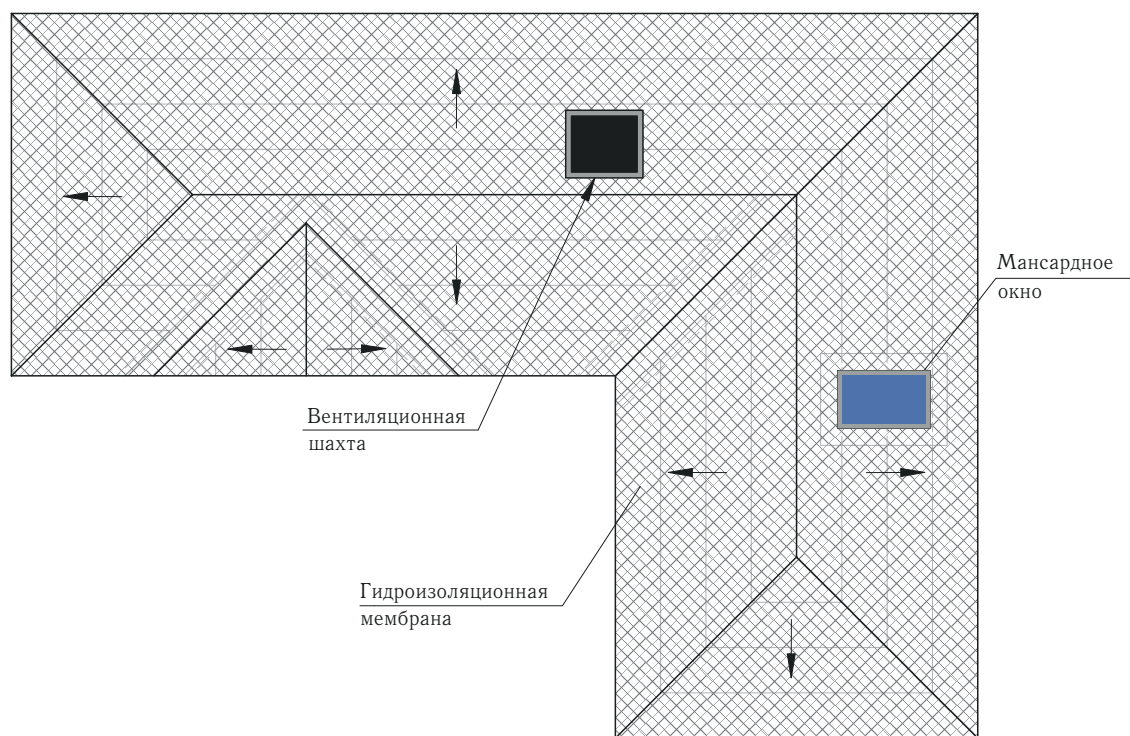 Мансардное
окно
Вентиляционная
шахта
Гидроизоляционная
мембрана